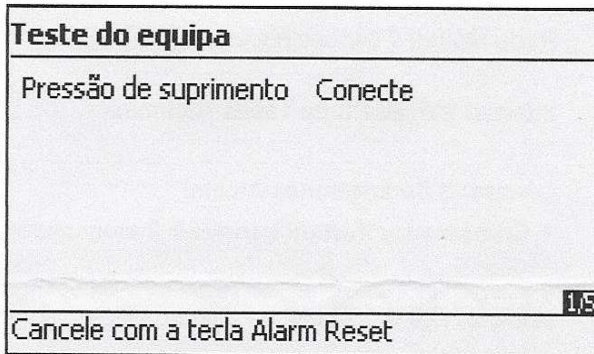 Teste do equipa
Pressão de suprimento Conecte
1/5
Cancele com a tecla Alarm Reset